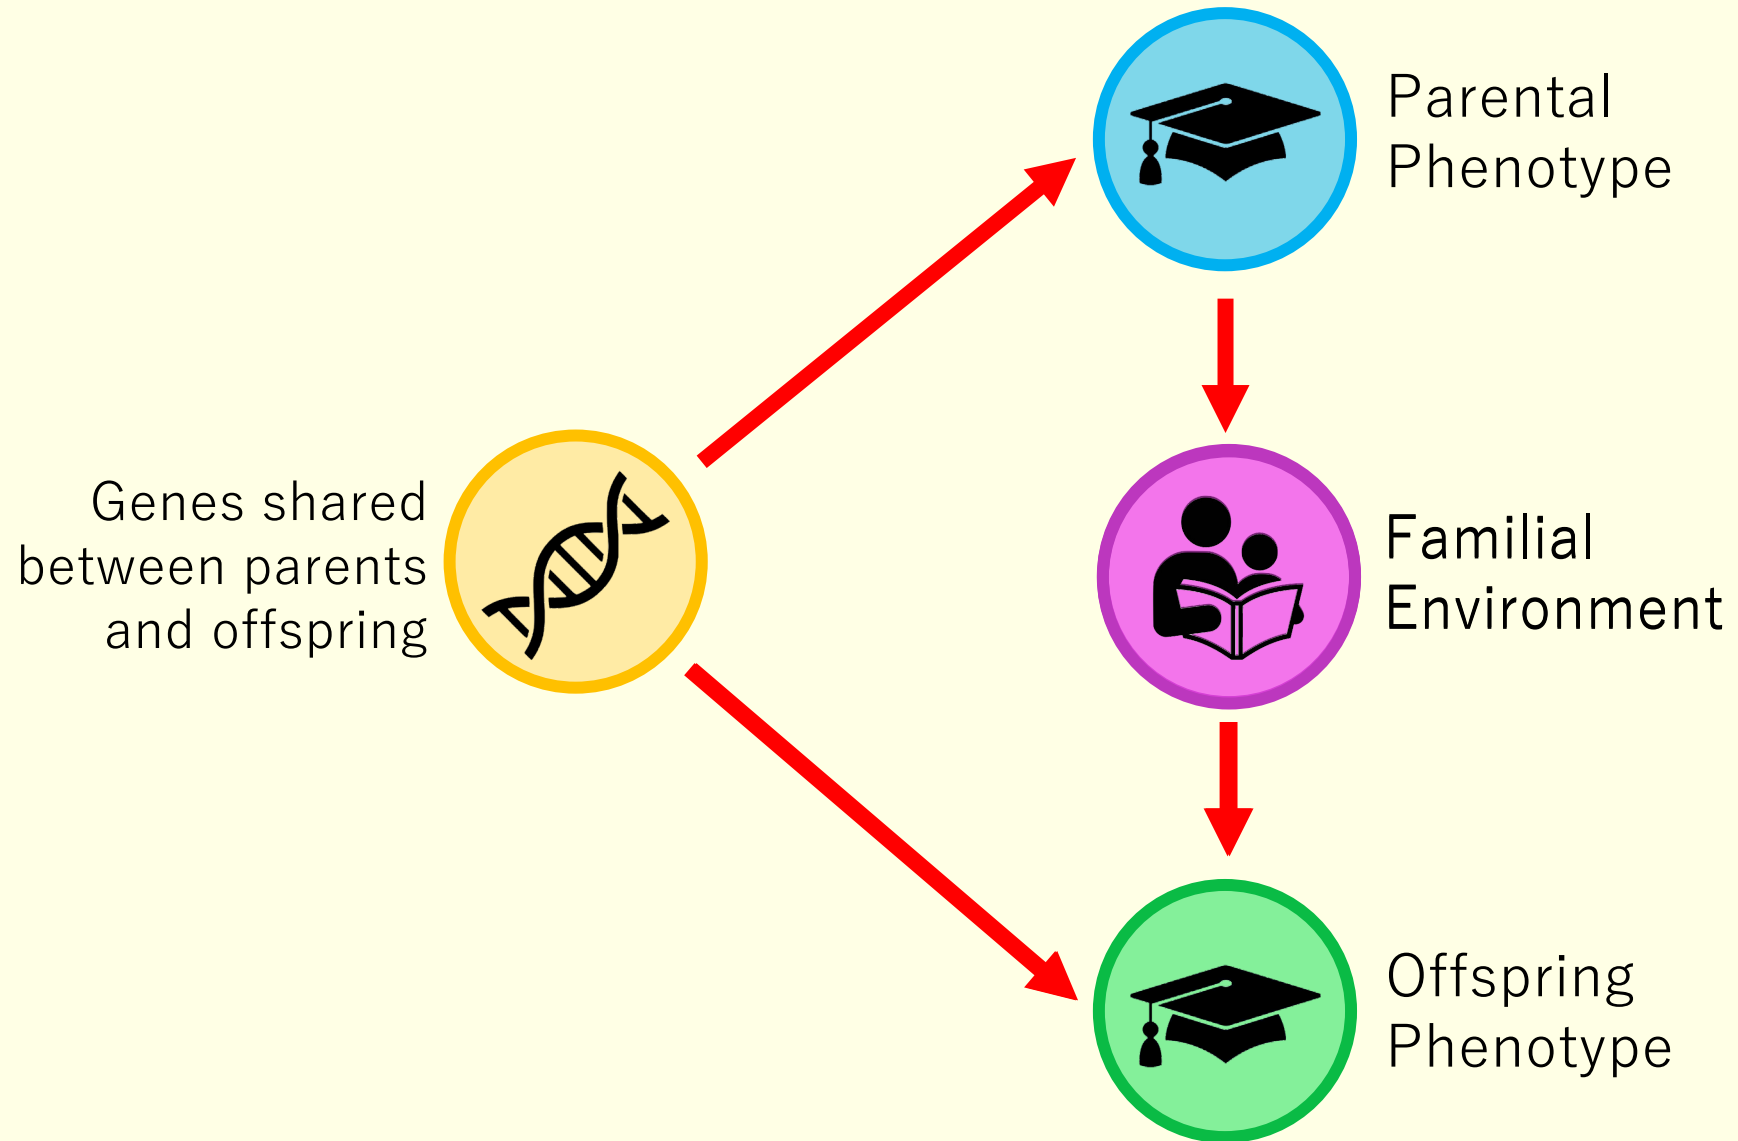 Parental
Phenotype
Genes shared
between parents
and offspring
Familial
Environment
Offspring
Phenotype